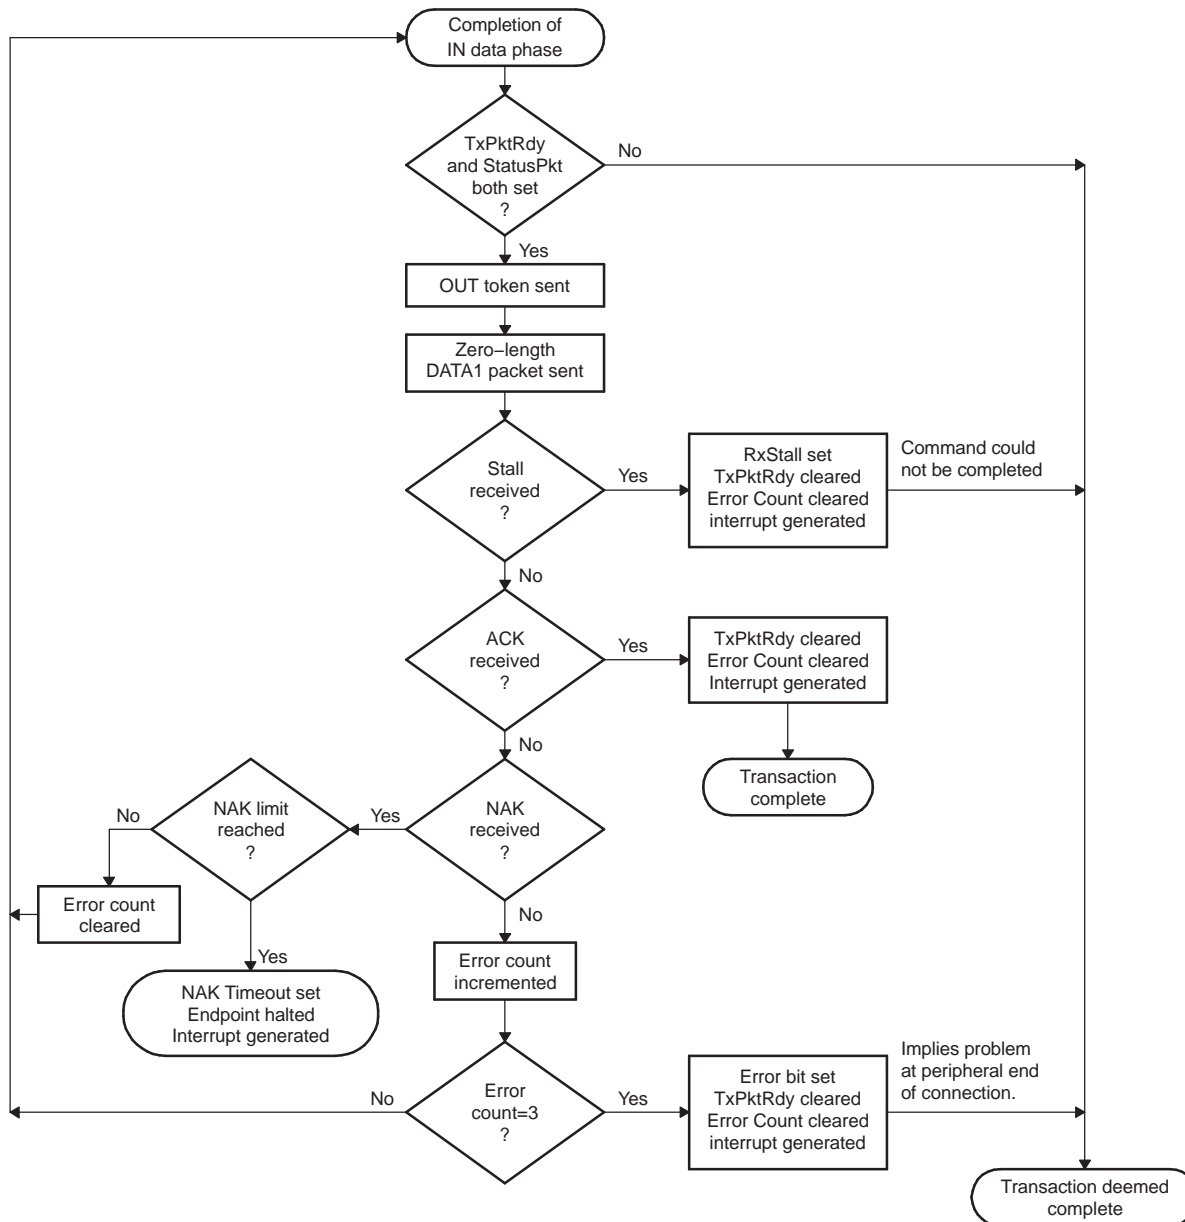 Completion of
IN data phase
TxPktRdy
and StatusPkt
both set
?
No
Yes
OUT token sent
Zero−length
DATA1 packet sent
Stall
received
?
Yes
RxStall set
TxPktRdy cleared
Error Count cleared
interrupt generated
Command could
not be completed
No
ACK
received
?
Yes
TxPktRdy cleared
Error Count cleared
Interrupt generated
No
Transaction
complete
NAK
received
?
Yes
NAK limit
reached
?
No
Error count
cleared
Yes
NAK Timeout set
Endpoint halted
Interrupt generated
No
Error count
incremented
Error
count=3
?
No
Yes
Error bit set
TxPktRdy cleared
Error Count cleared
interrupt generated
Implies problem
at peripheral end
of connection.
Transaction deemed
complete